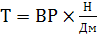 Т = ВР × Н/Дм